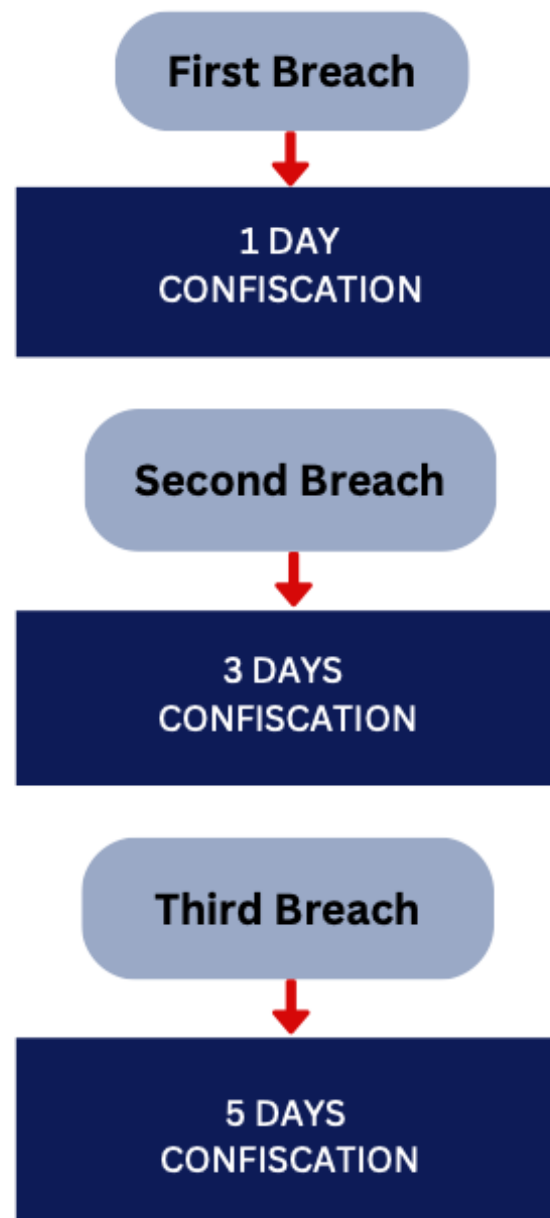 First Breach
1 DAY
CONFISCATION
Second Breach
3 DAYS
CONFISCATION
Third Breach
5 DAYS
CONFISCATION